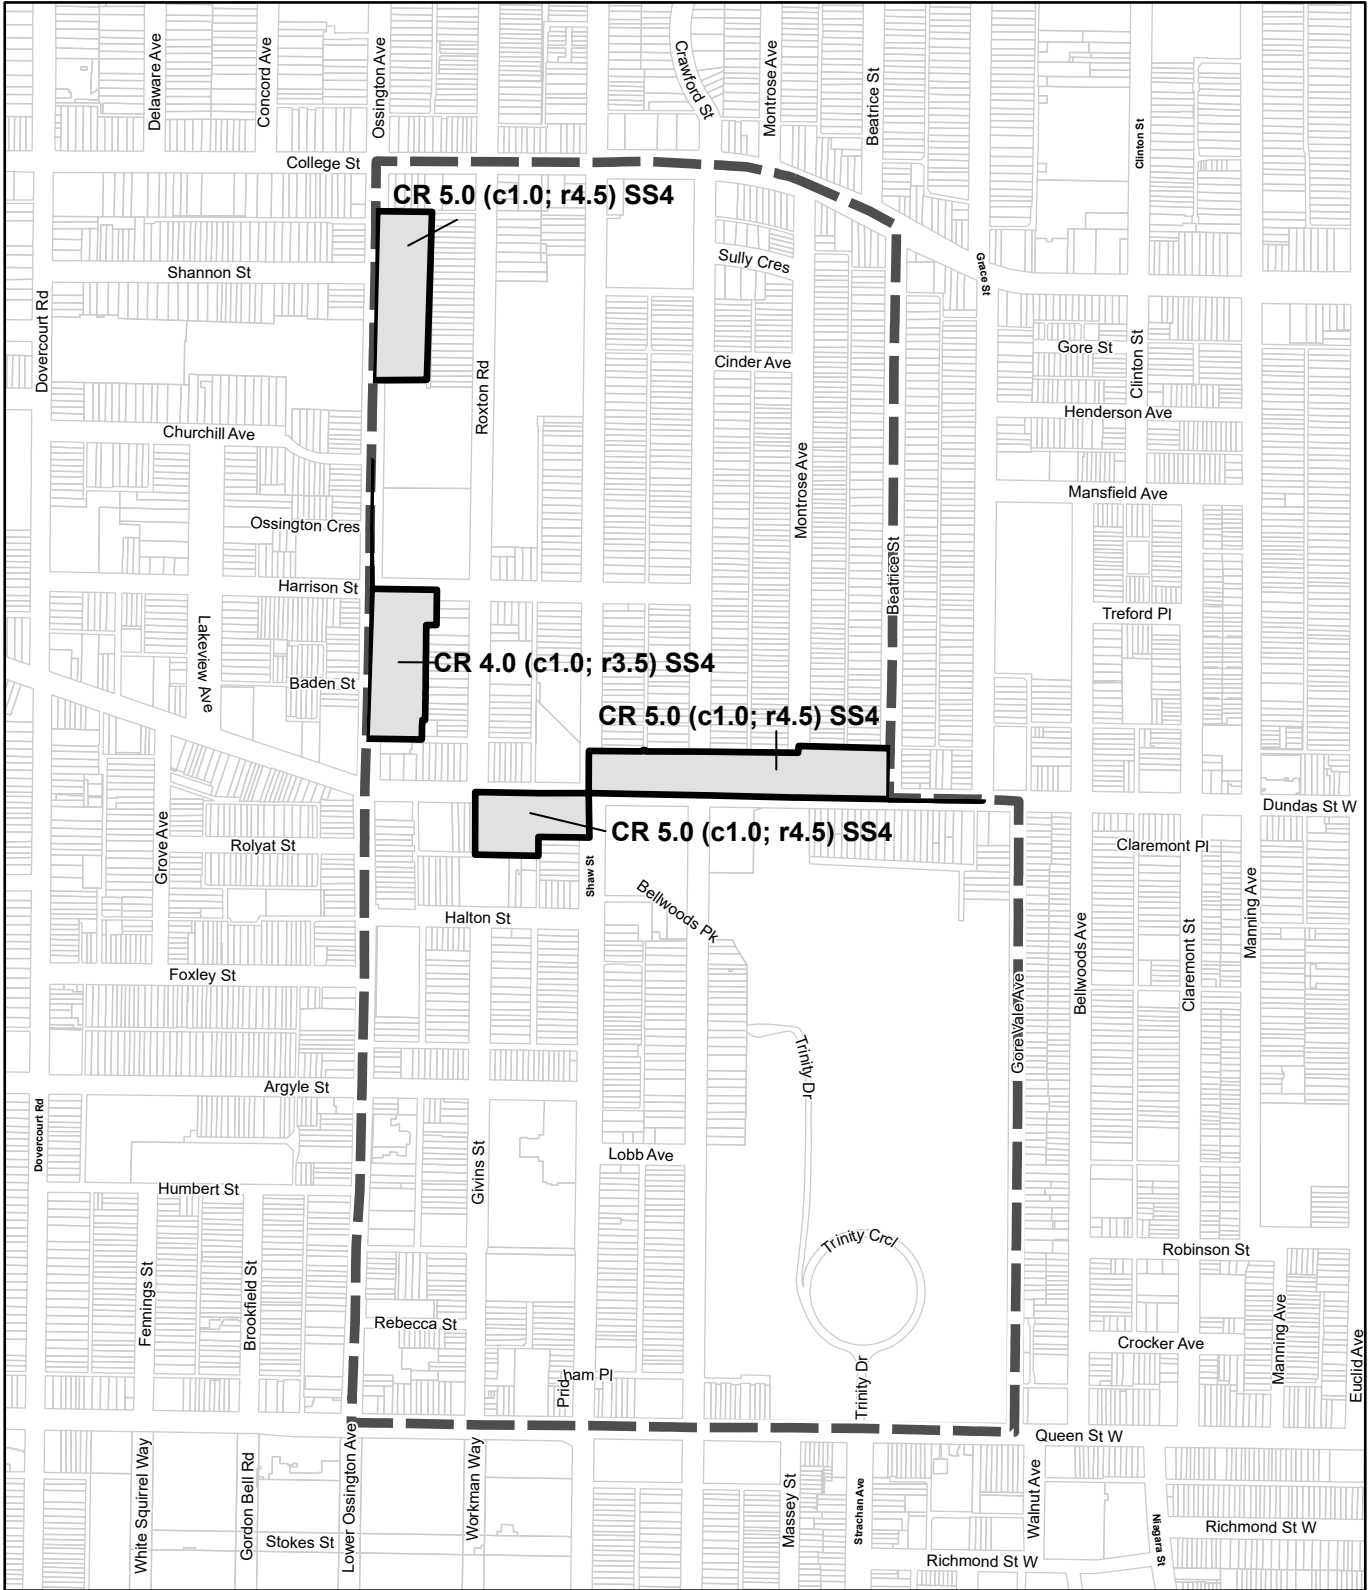 Delaware Ave
Concord Ave
Ossington Ave
Crawford St
Montrose Ave
Beatrice St
Clinton St
College St
CR 5.0 (c1.0; r4.5) SS4
Shannon St
Sully Cres
Grace St
Dovercourt Rd
Roxton Rd
Cinder Ave
Gore St
Clinton St
Henderson Ave
Churchill Ave
Montrose Ave
Mansfield Ave
Ossington Cres
Beatrice St
Harrison St
Treford Pl
Lakeview Ave
CR 4.0 (c1.0; r3.5) SS4
Baden St
CR 5.0 (c1.0; r4.5) SS4
Dundas St W
CR 5.0 (c1.0; r4.5) SS4
Grove Ave
Rolyat St
Claremont Pl
Shaw St
Manning Ave
Bellwoods Pk
Halton St
Bellwoods Ave
Claremont St
Foxley St
Gore Vale Ave
Trinity Dr
Argyle St
Dovercourt Rd
Givins St
Lobb Ave
Humbert St
Trinity Crcl
Robinson St
Fennings St
Brookfield St
Rebecca St
Crocker Ave
Manning Ave
Euclid Ave
Pridham Pl
Trinity Dr
Queen St W
White Squirrel Way
Gordon Bell Rd
Lower Ossington Ave
Workman Way
Massey St
Strachan Ave
Walnut Ave
Niagara St
Richmond St W
Stokes St
Richmond St W